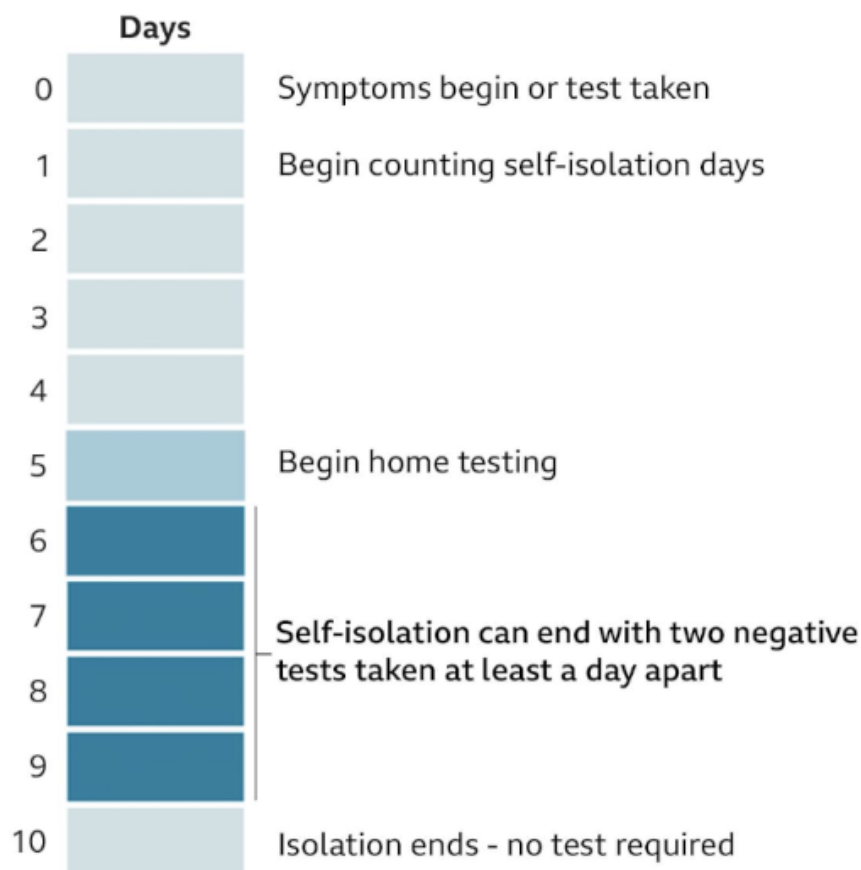 Days
0 Symptoms begin or test taken
1 Begin counting self-isolation days
2
3
4
5 Begin home testing
6
7
Self-isolation can end with two negative
tests taken at least a day apart
8
9
10 Isolation ends - no test required